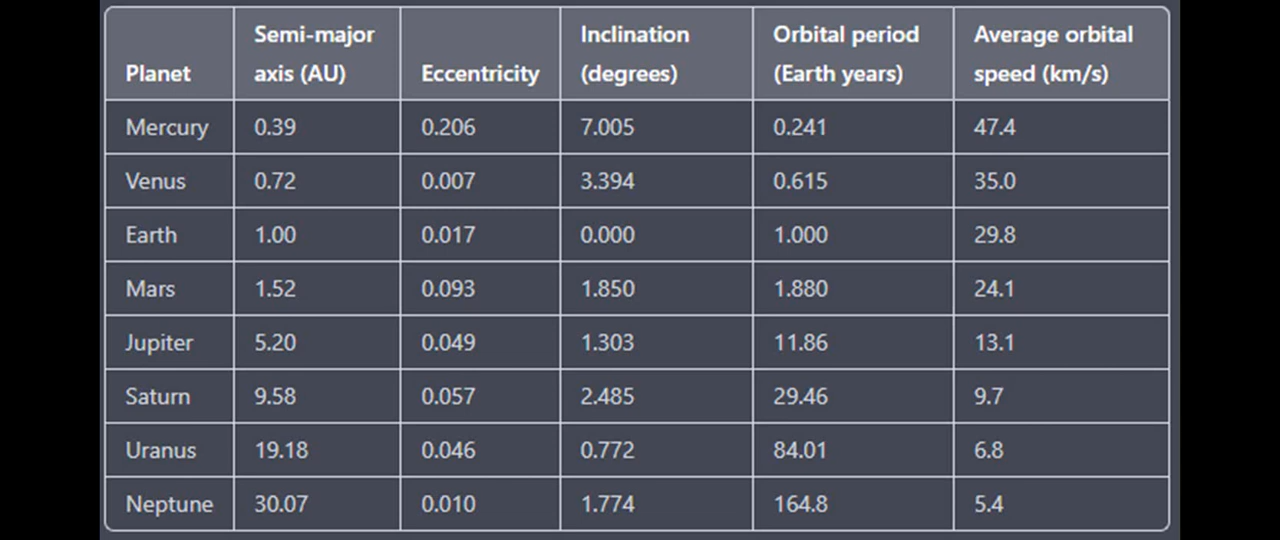 Planet Semi-major axis (AU) Eccentricity Inclination (degrees) Orbital period (Earth years) Average orbital speed (km/s)
Mercury 0.39 0.206 7.005 0.241 47.4
Venus 0.72 0.007 3.394 0.615 35.0
Earth 1.00 0.017 0.000 1.000 29.8
Mars 1.52 0.093 1.850 1.880 24.1
Jupiter 5.20 0.049 1.303 11.86 13.1
Saturn 9.58 0.057 2.485 29.46 9.7
Uranus 19.18 0.046 0.772 84.01 6.8
Neptune 30.07 0.010 1.774 164.8 5.4